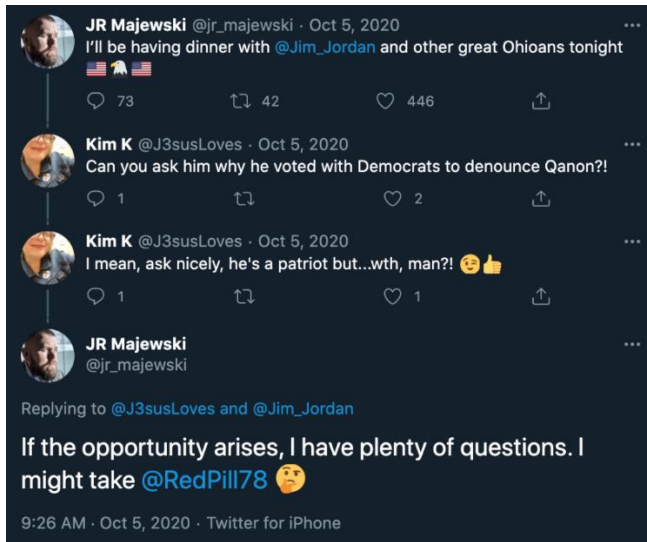 JR Majewski @jr_majewski · Oct 5, 2020
I'll be having dinner with @Jim_Jordan and other great Ohioans tonight
🇺🇸🦅🇺🇸
73 42 446
Kim K @J3susLoves · Oct 5, 2020
Can you ask him why he voted with Democrats to denounce Qanon?!
1 2
Kim K @J3susLoves · Oct 5, 2020
I mean, ask nicely, he's a patriot but...wth, man?! 😉👍
1 1
JR Majewski
@jr_majewski
Replying to @J3susLoves and @Jim_Jordan
If the opportunity arises, I have plenty of questions. I
might take @RedPill78 🤔
9:26 AM · Oct 5, 2020 · Twitter for iPhone